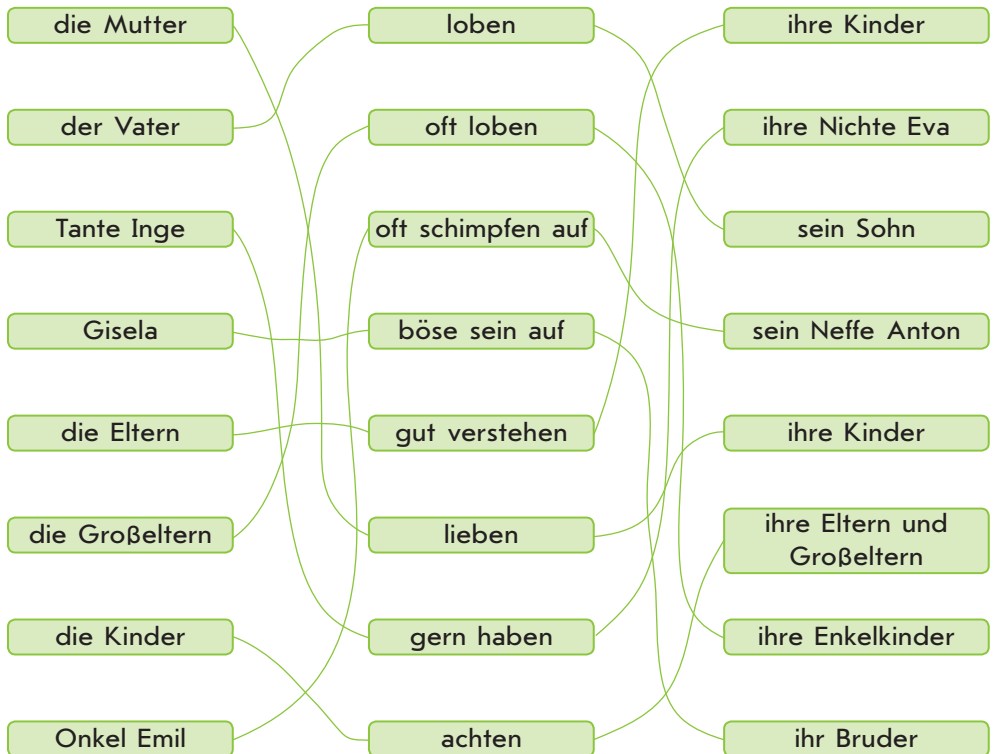 die Mutter
loben
ihre Kinder
der Vater
oft loben
ihre Nichte Eva
Tante Inge
oft schimpfen auf
sein Sohn
Gisela
böse sein auf
sein Neffe Anton
die Eltern
gut verstehen
ihre Kinder
die Großeltern
lieben
ihre Eltern und
Großeltern
die Kinder
gern haben
ihre Enkelkinder
Onkel Emil
achten
ihr Bruder